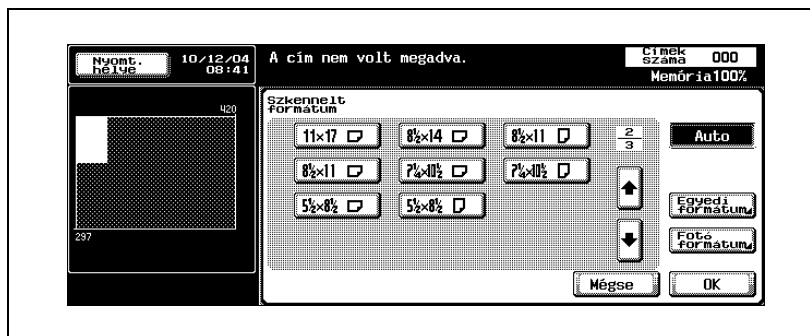 Nyomt. helye
10/12/04
08:41
A cím nem volt megadva.
Címek száma 000
Memória100%
420
297
Szkennelt formátum
11×17
8½×14
8½×11
2/3
Auto
8½×11
7¼×10½
7¼×10½
5½×8½
5½×8½
Egyedi formátum
Fotó formátum
Mégse
OK